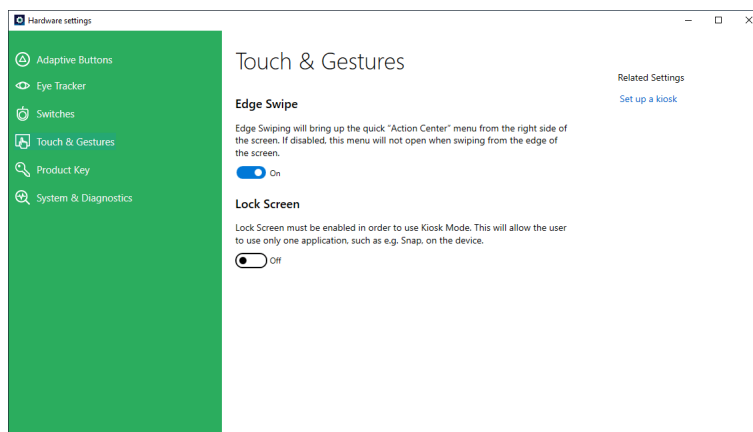 Hardware settings
Adaptive Buttons
Eye Tracker
Switches
Touch & Gestures
Product Key
System & Diagnostics
Touch & Gestures
Edge Swipe
Edge Swiping will bring up the quick “Action Center” menu from the right side of
the screen. If disabled, this menu will not open when swiping from the edge of
the screen.
On
Lock Screen
Lock Screen must be enabled in order to use Kiosk Mode. This will allow the user
to use only one application, such as e.g. Snap, on the device.
Off
Related Settings
Set up a kiosk